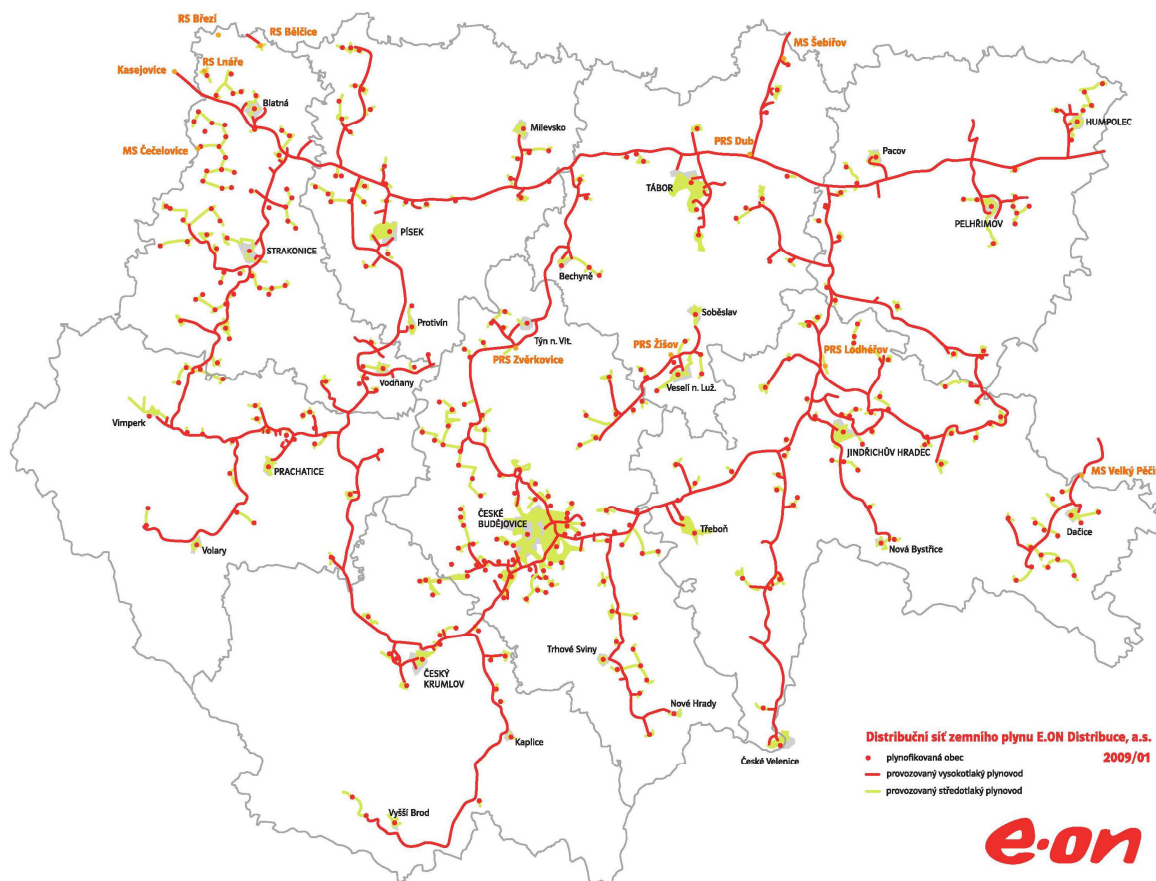 RS Březí
RS Bělčice
MS Šebířov
Kasejovice
RS Lnáře
Blatná
Milevsko
HUMPOLEC
MS Čečelovice
PRS Dub
Pacov
TÁBOR
PÍSEK
PELHŘIMOV
STRAKONICE
Bechyně
Soběslav
Protivín
Týn n. Vlt.
PRS Zvěrkovice
PRS Žíšov
PRS Lodhéřov
Vodňany
Veselí n. Luž.
Vimperk
JINDŘICHŮV HRADEC
PRACHATICE
MS Velký Pěčín
ČESKÉ
BUDĚJOVICE
Třeboň
Dačice
Volary
Nová Bystřice
Trhové Sviny
ČESKÝ
KRUMLOV
Nové Hrady
Kaplice
České Velenice
Vyšší Brod
Distribuční síť zemního plynu E.ON Distribuce, a.s.
2009/01
plynofikovaná obec
provozovaný vysokotlaký plynovod
provozovaný středotlaký plynovod
e·on